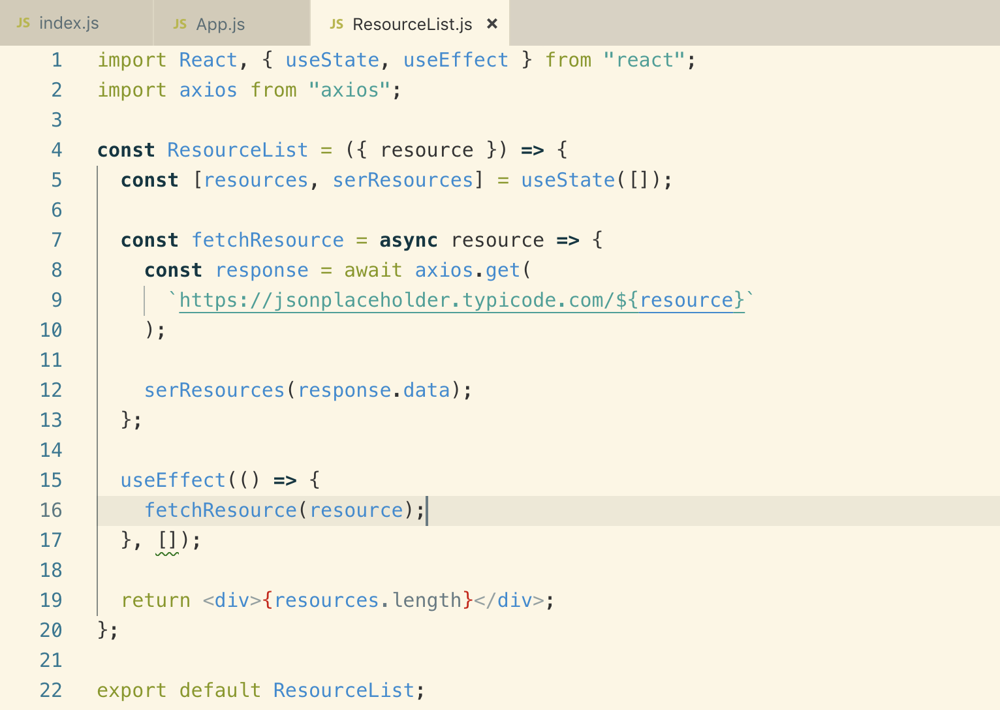 JS index.js JS App.js JS ResourceList.js ×
1 import React, { useState, useEffect } from "react";
2 import axios from "axios";
3
4 const ResourceList = ({ resource }) => {
5   const [resources, serResources] = useState([]);
6
7   const fetchResource = async resource => {
8     const response = await axios.get(
9       `https://jsonplaceholder.typicode.com/${resource}`
10     );
11
12     serResources(response.data);
13   };
14
15   useEffect(() => {
16     fetchResource(resource);
17   }, []);
18
19   return <div>{resources.length}</div>;
20 };
21
22 export default ResourceList;